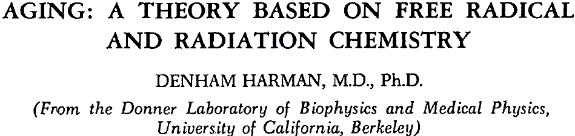 AGING: A THEORY BASED ON FREE RADICAL
AND RADIATION CHEMISTRY
DENHAM HARMAN, M.D., Ph.D.
(From the Donner Laboratory of Biophysics and Medical Physics,
University of California, Berkeley)